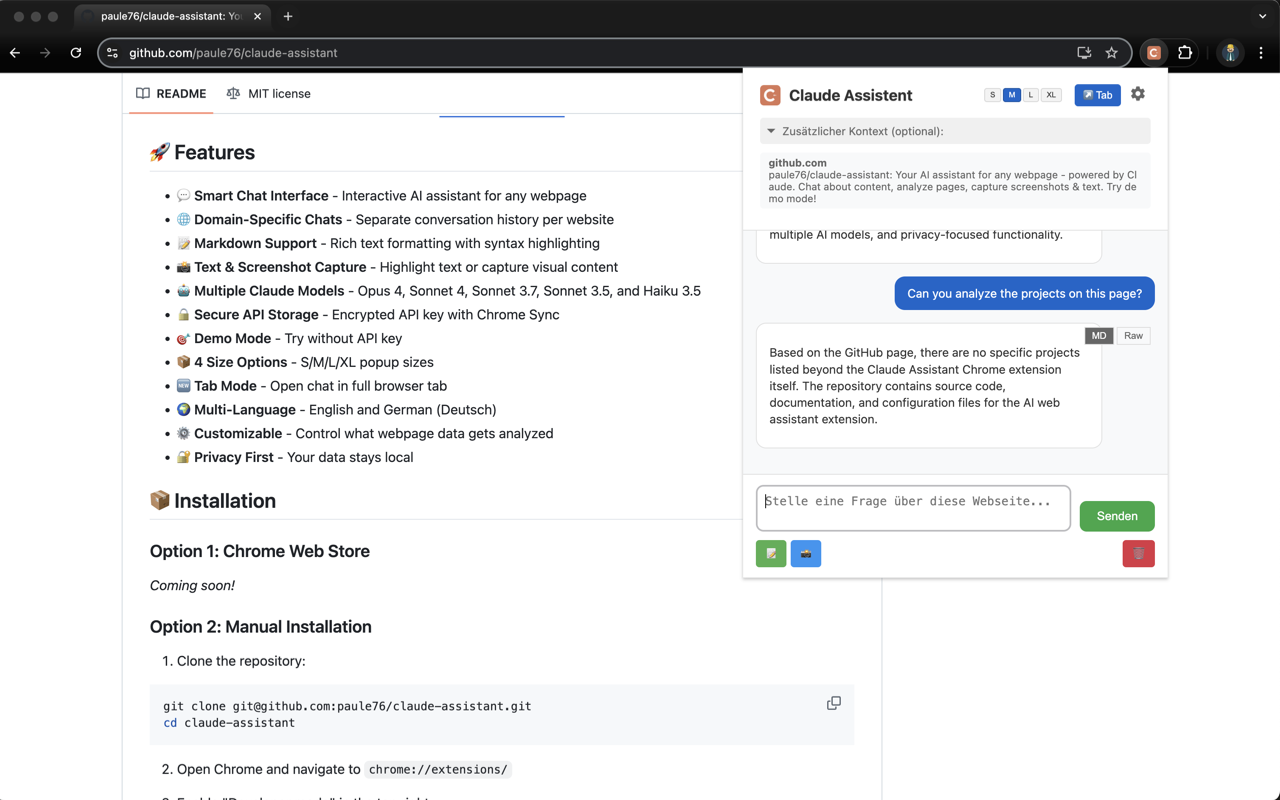 paule76/claude-assistant: You
github.com/paule76/claude-assistant
README
MIT license
🚀 Features
💬 Smart Chat Interface - Interactive AI assistant for any webpage
🌐 Domain-Specific Chats - Separate conversation history per website
📝 Markdown Support - Rich text formatting with syntax highlighting
📸 Text & Screenshot Capture - Highlight text or capture visual content
🤖 Multiple Claude Models - Opus 4, Sonnet 4, Sonnet 3.7, Sonnet 3.5, and Haiku 3.5
🔒 Secure API Storage - Encrypted API key with Chrome Sync
🎯 Demo Mode - Try without API key
📦 4 Size Options - S/M/L/XL popup sizes
🆕 Tab Mode - Open chat in full browser tab
🌍 Multi-Language - English and German (Deutsch)
⚙️ Customizable - Control what webpage data gets analyzed
🔐 Privacy First - Your data stays local
📦 Installation
Option 1: Chrome Web Store
Coming soon!
Option 2: Manual Installation
1. Clone the repository:
git clone git@github.com:paule76/claude-assistant.git
cd claude-assistant
2. Open Chrome and navigate to chrome://extensions/
C Claude Assistent
S M L XL
Tab
Zusätzlicher Kontext (optional):
github.com
paule76/claude-assistant: Your AI assistant for any webpage - powered by Cl
aude. Chat about content, analyze pages, capture screenshots & text. Try de
mo mode!
multiple AI models, and privacy-focused functionality.
Can you analyze the projects on this page?
MD Raw
Based on the GitHub page, there are no specific projects
listed beyond the Claude Assistant Chrome extension
itself. The repository contains source code,
documentation, and configuration files for the AI web
assistant extension.
Stelle eine Frage über diese Webseite...
Senden